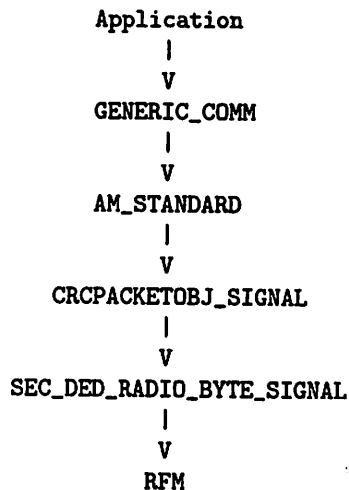 Application
|
V
GENERIC_COMM
|
V
AM_STANDARD
|
V
CRCPACKETOBJ_SIGNAL
|
V
SEC_DED_RADIO_BYTE_SIGNAL
|
V
RFM